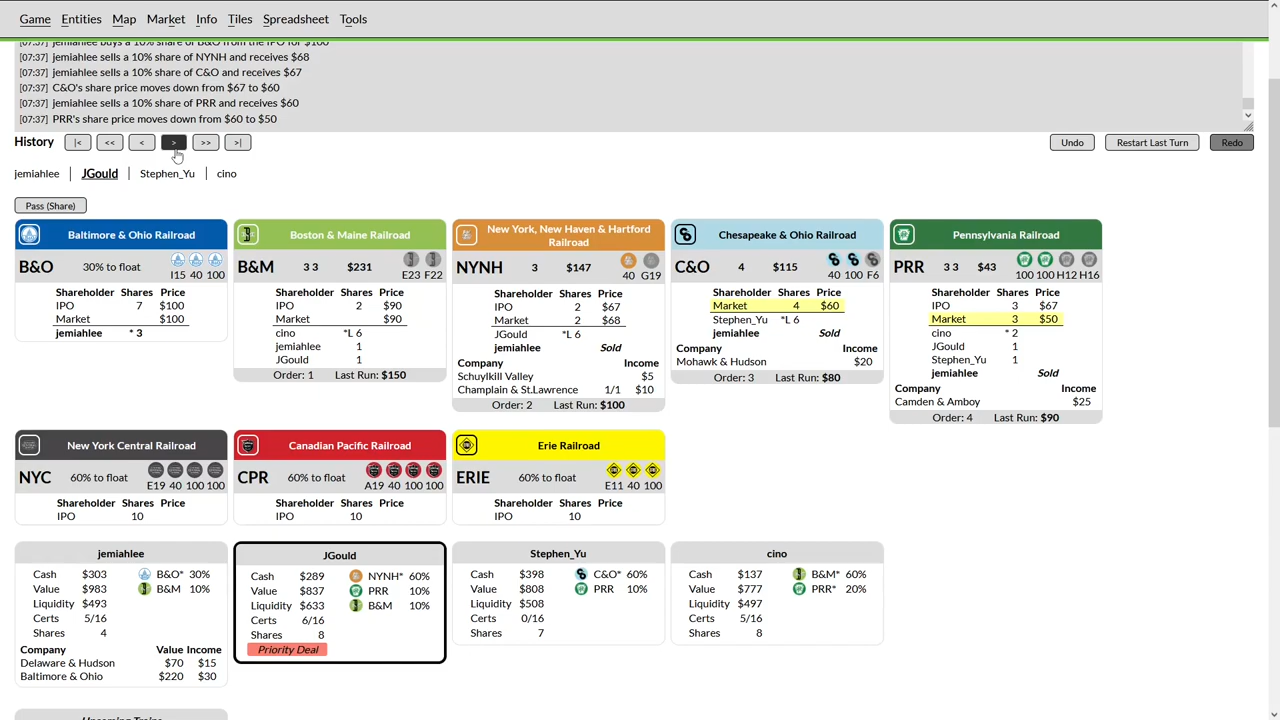 Game Entities Map Market Info Tiles Spreadsheet Tools
[07:37] jemiahlee buys a 10% share of B&O from the IPO for $100
[07:37] jemiahlee sells a 10% share of NYNH and receives $68
[07:37] jemiahlee sells a 10% share of C&O and receives $67
[07:37] C&O's share price moves down from $67 to $60
[07:37] jemiahlee sells a 10% share of PRR and receives $60
[07:37] PRR's share price moves down from $60 to $50
History |< << < > >> >| Undo Restart Last Turn Redo
jemiahlee JGould Stephen_Yu cino
Pass (Share)
Baltimore & Ohio Railroad
B&O 30% to float I15 40 100
Shareholder Shares Price
IPO 7 $100
Market $100
jemiahlee * 3
Boston & Maine Railroad
B&M 3 3 $231 E23 F22
Shareholder Shares Price
IPO 2 $90
Market $90
cino *L 6
jemiahlee 1
JGould 1
Order: 1 Last Run: $150
New York, New Haven & Hartford
Railroad
NYNH 3 $147 40 G19
Shareholder Shares Price
IPO 2 $67
Market 2 $68
JGould *L 6
jemiahlee Sold
Company Income
Schuylkill Valley $5
Champlain & St.Lawrence 1/1 $10
Order: 2 Last Run: $100
Chesapeake & Ohio Railroad
C&O 4 $115 40 100 F6
Shareholder Shares Price
Market 4 $60
Stephen_Yu *L 6
jemiahlee Sold
Company Income
Mohawk & Hudson $20
Order: 3 Last Run: $80
Pennsylvania Railroad
PRR 3 3 $43 100 100 H12 H16
Shareholder Shares Price
IPO 3 $67
Market 3 $50
cino * 2
JGould 1
Stephen_Yu 1
jemiahlee Sold
Company Income
Camden & Amboy $25
Order: 4 Last Run: $90
New York Central Railroad
NYC 60% to float E19 40 100 100
Shareholder Shares Price
IPO 10
Canadian Pacific Railroad
CPR 60% to float A19 40 100 100
Shareholder Shares Price
IPO 10
Erie Railroad
ERIE 60% to float E11 40 100
Shareholder Shares Price
IPO 10
jemiahlee
Cash $303 B&O* 30%
Value $983 B&M 10%
Liquidity $493
Certs 5/16
Shares 4
Company Value Income
Delaware & Hudson $70 $15
Baltimore & Ohio $220 $30
JGould
Cash $289 NYNH* 60%
Value $837 PRR 10%
Liquidity $633 B&M 10%
Certs 6/16
Shares 8
Priority Deal
Stephen_Yu
Cash $398 C&O* 60%
Value $808 PRR 10%
Liquidity $508
Certs 0/16
Shares 7
cino
Cash $137 B&M* 60%
Value $777 PRR* 20%
Liquidity $497
Certs 5/16
Shares 8
Upcoming Trains